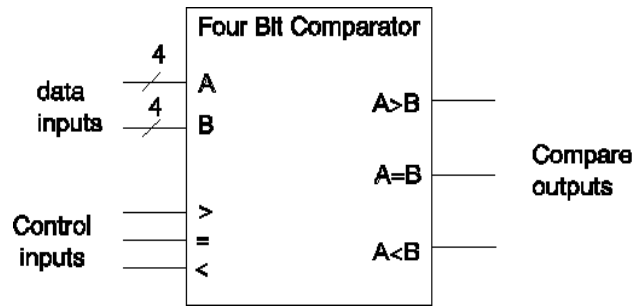 Four Bit Comparator
4
A
data
inputs
4
B
A>B
A=B
Compare
outputs
Control
inputs
>
=
<
A<B